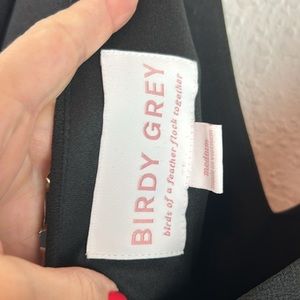 BIRDY GREY
birds of a feather flock together
medium